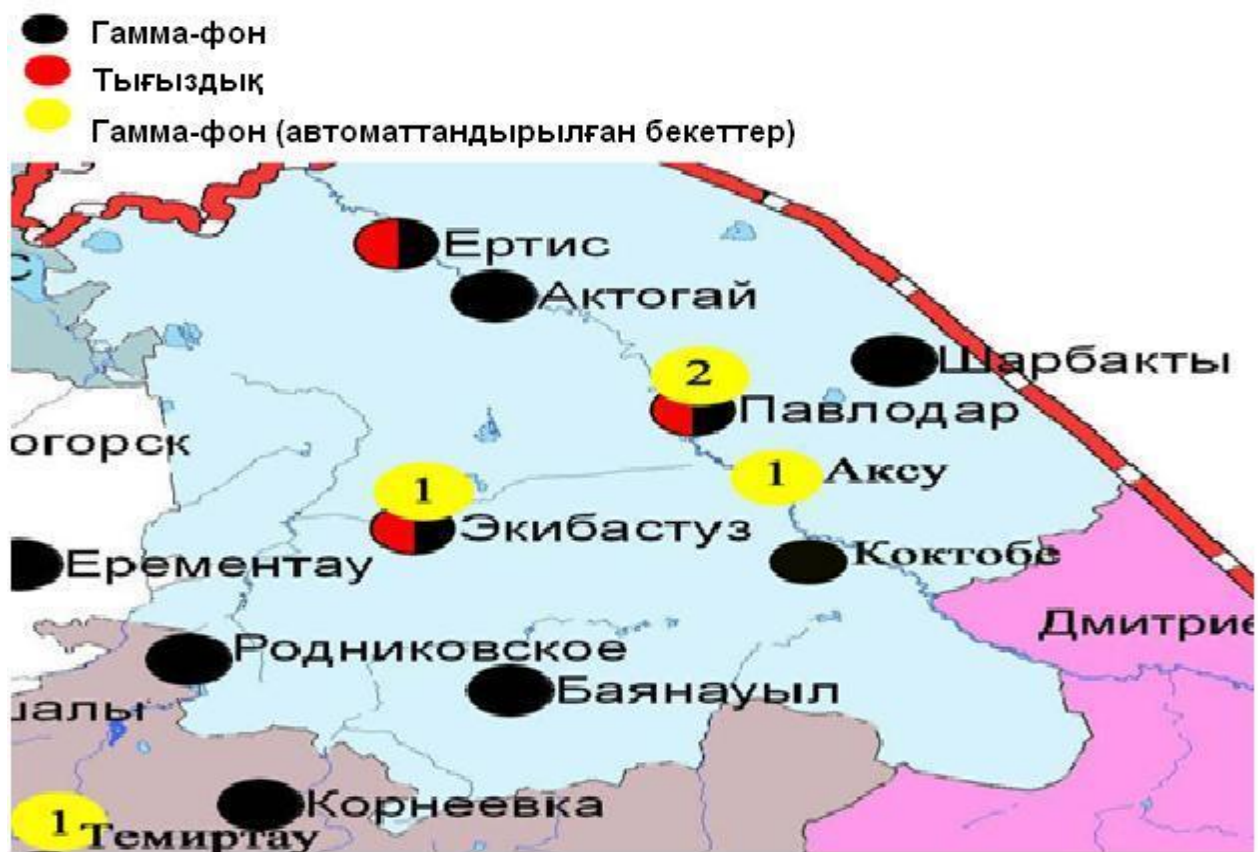 Гамма-фон
Тығыздық
Гамма-фон (автоматтандырылған бекеттер)
Ертис
с
Актогай
Шарбакты
2
Павлодар
огорск
1
1 Аксу
Экибастуз
Коктобе
Ерементау
Дмитрие
Родниковское
Баянауыл
шалы
Корнеевка
1
Темиртау